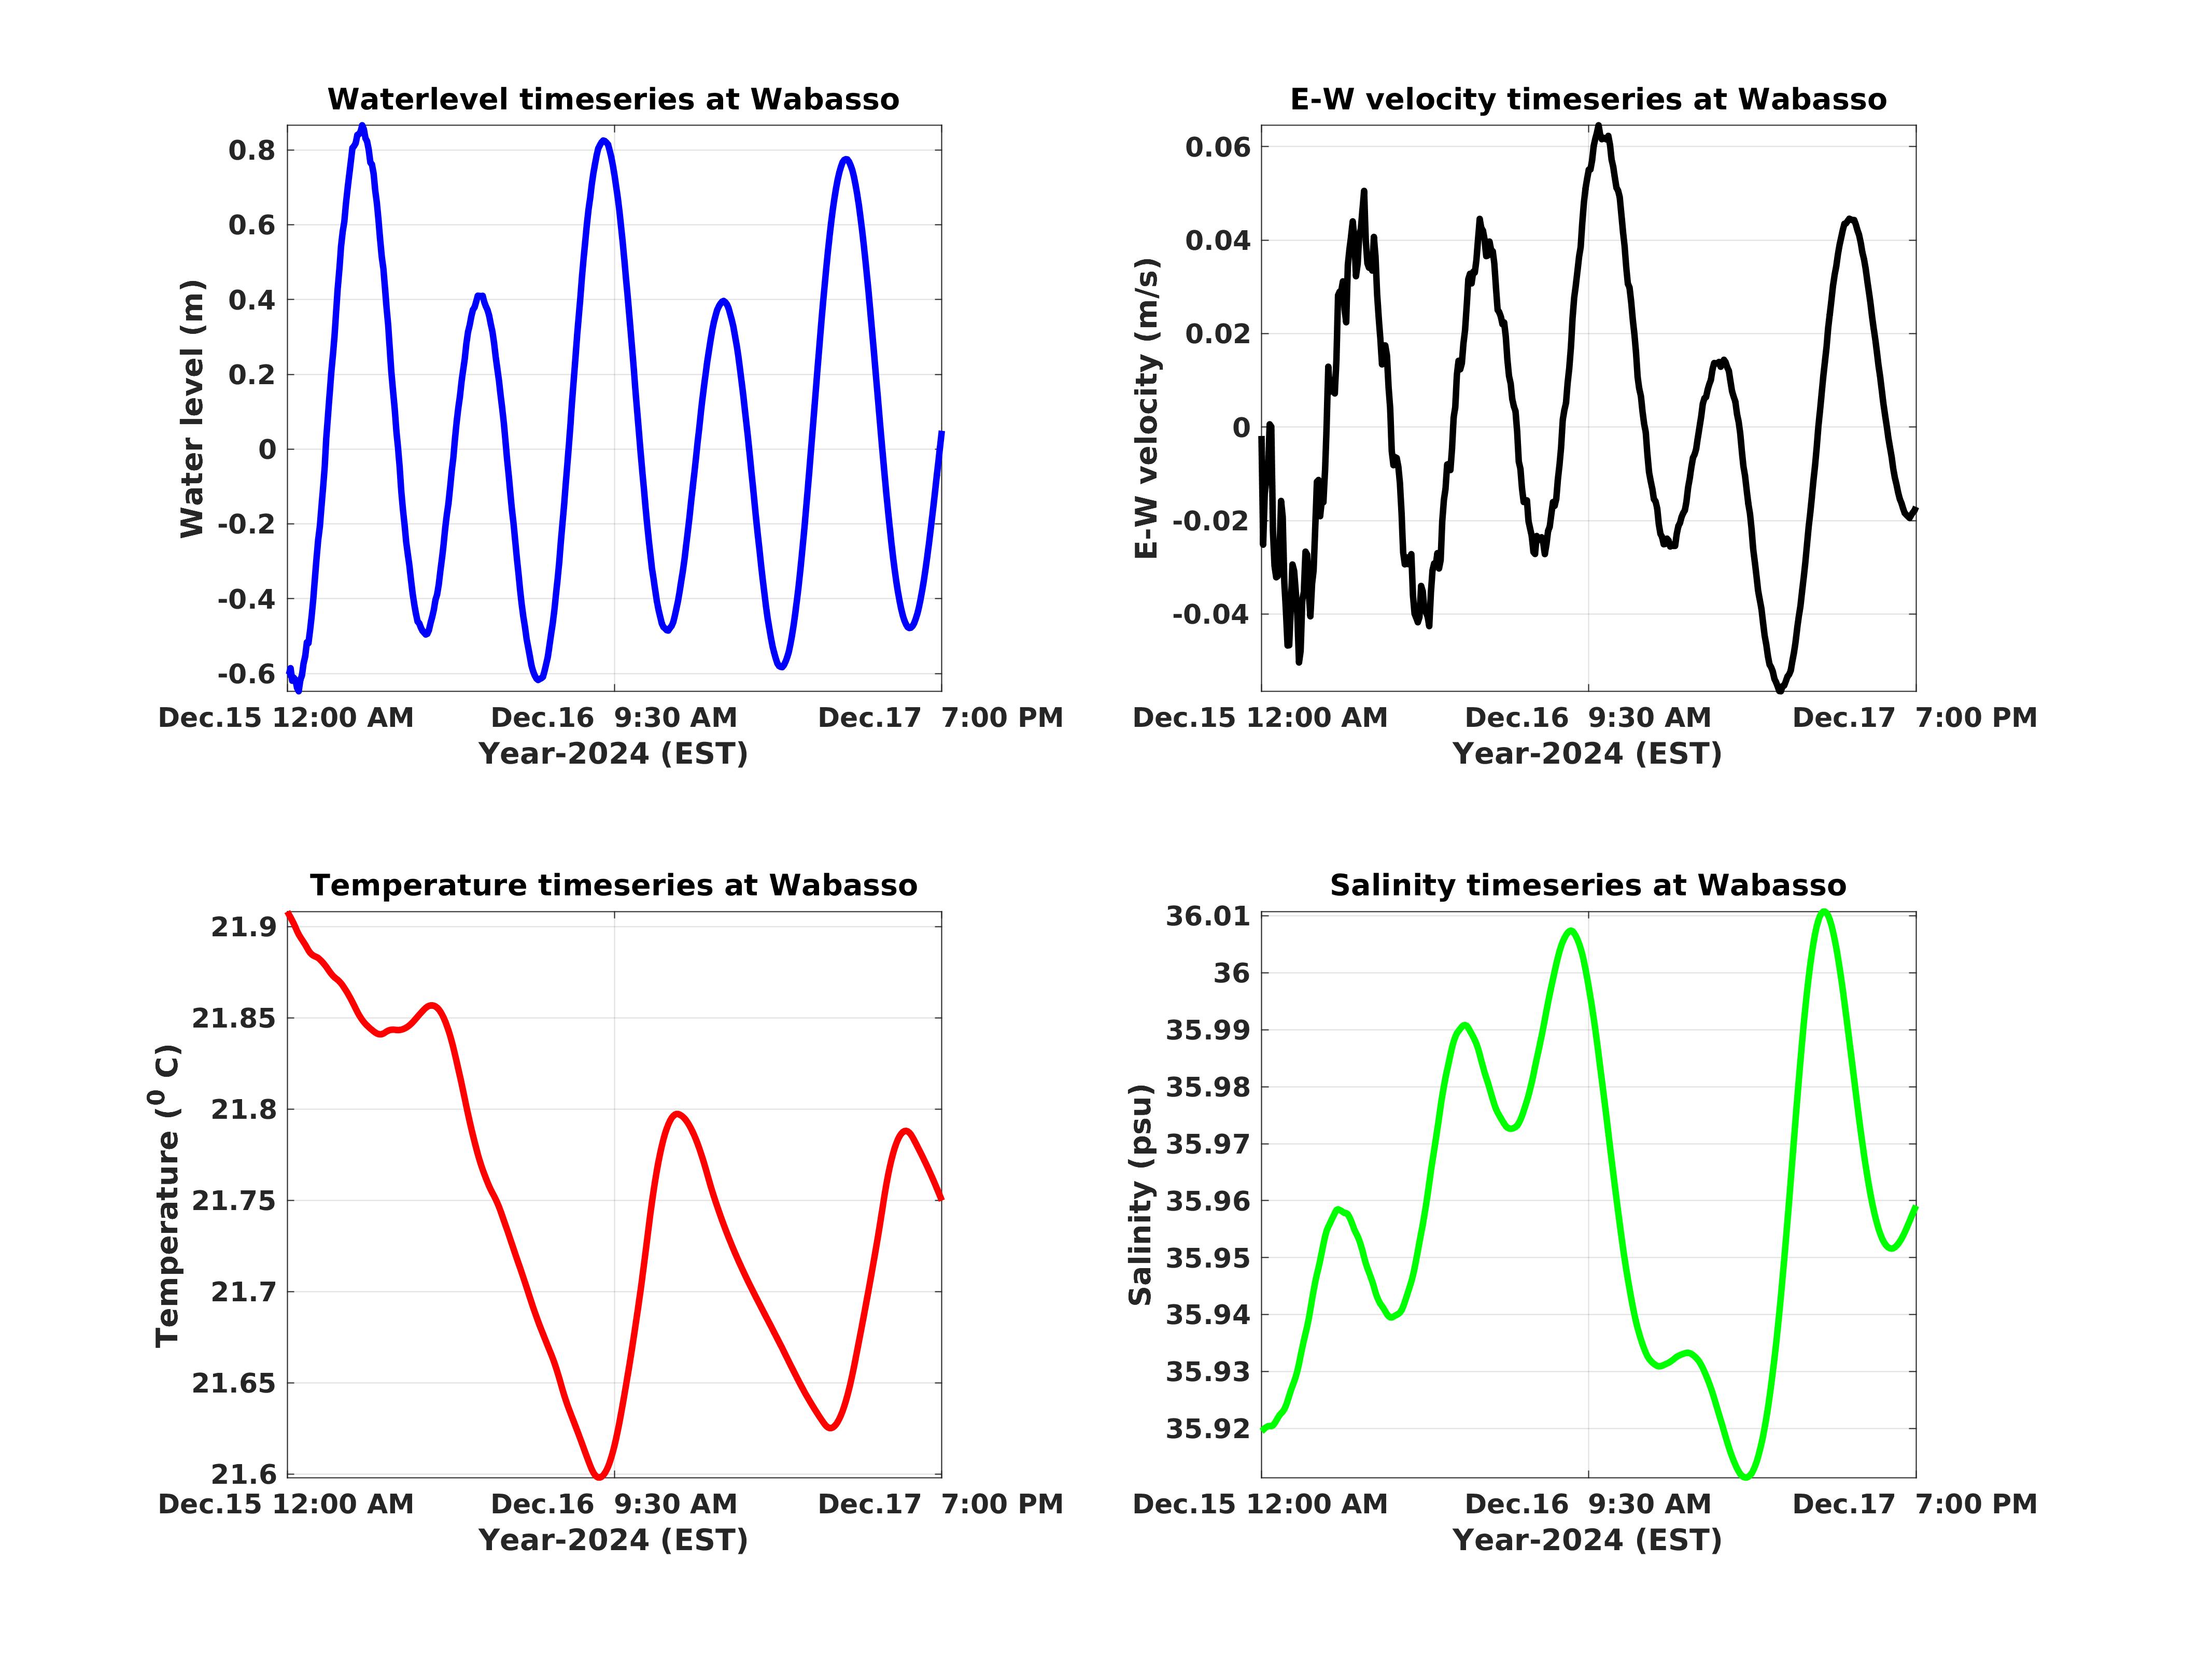 Waterlevel timeseries at Wabasso
0.8
0.6
0.4
0.2
0
-0.2
-0.4
-0.6
Water level (m)
Dec.15 12:00 AM Dec.16 9:30 AM Dec.17 7:00 PM
Year-2024 (EST)
E-W velocity timeseries at Wabasso
0.06
0.04
0.02
0
-0.02
-0.04
E-W velocity (m/s)
Dec.15 12:00 AM Dec.16 9:30 AM Dec.17 7:00 PM
Year-2024 (EST)
Temperature timeseries at Wabasso
21.9
21.85
21.8
21.75
21.7
21.65
21.6
Temperature (⁰ C)
Dec.15 12:00 AM Dec.16 9:30 AM Dec.17 7:00 PM
Year-2024 (EST)
Salinity timeseries at Wabasso
36.01
36
35.99
35.98
35.97
35.96
35.95
35.94
35.93
35.92
Salinity (psu)
Dec.15 12:00 AM Dec.16 9:30 AM Dec.17 7:00 PM
Year-2024 (EST)